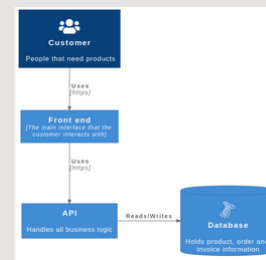 Customer
People that need products
Uses
[https]
Front end
[The main interface that the
customer interacts with]
Uses
[https]
API
Handles all business logic
Reads/Writes
Database
Holds product, order and
invoice information